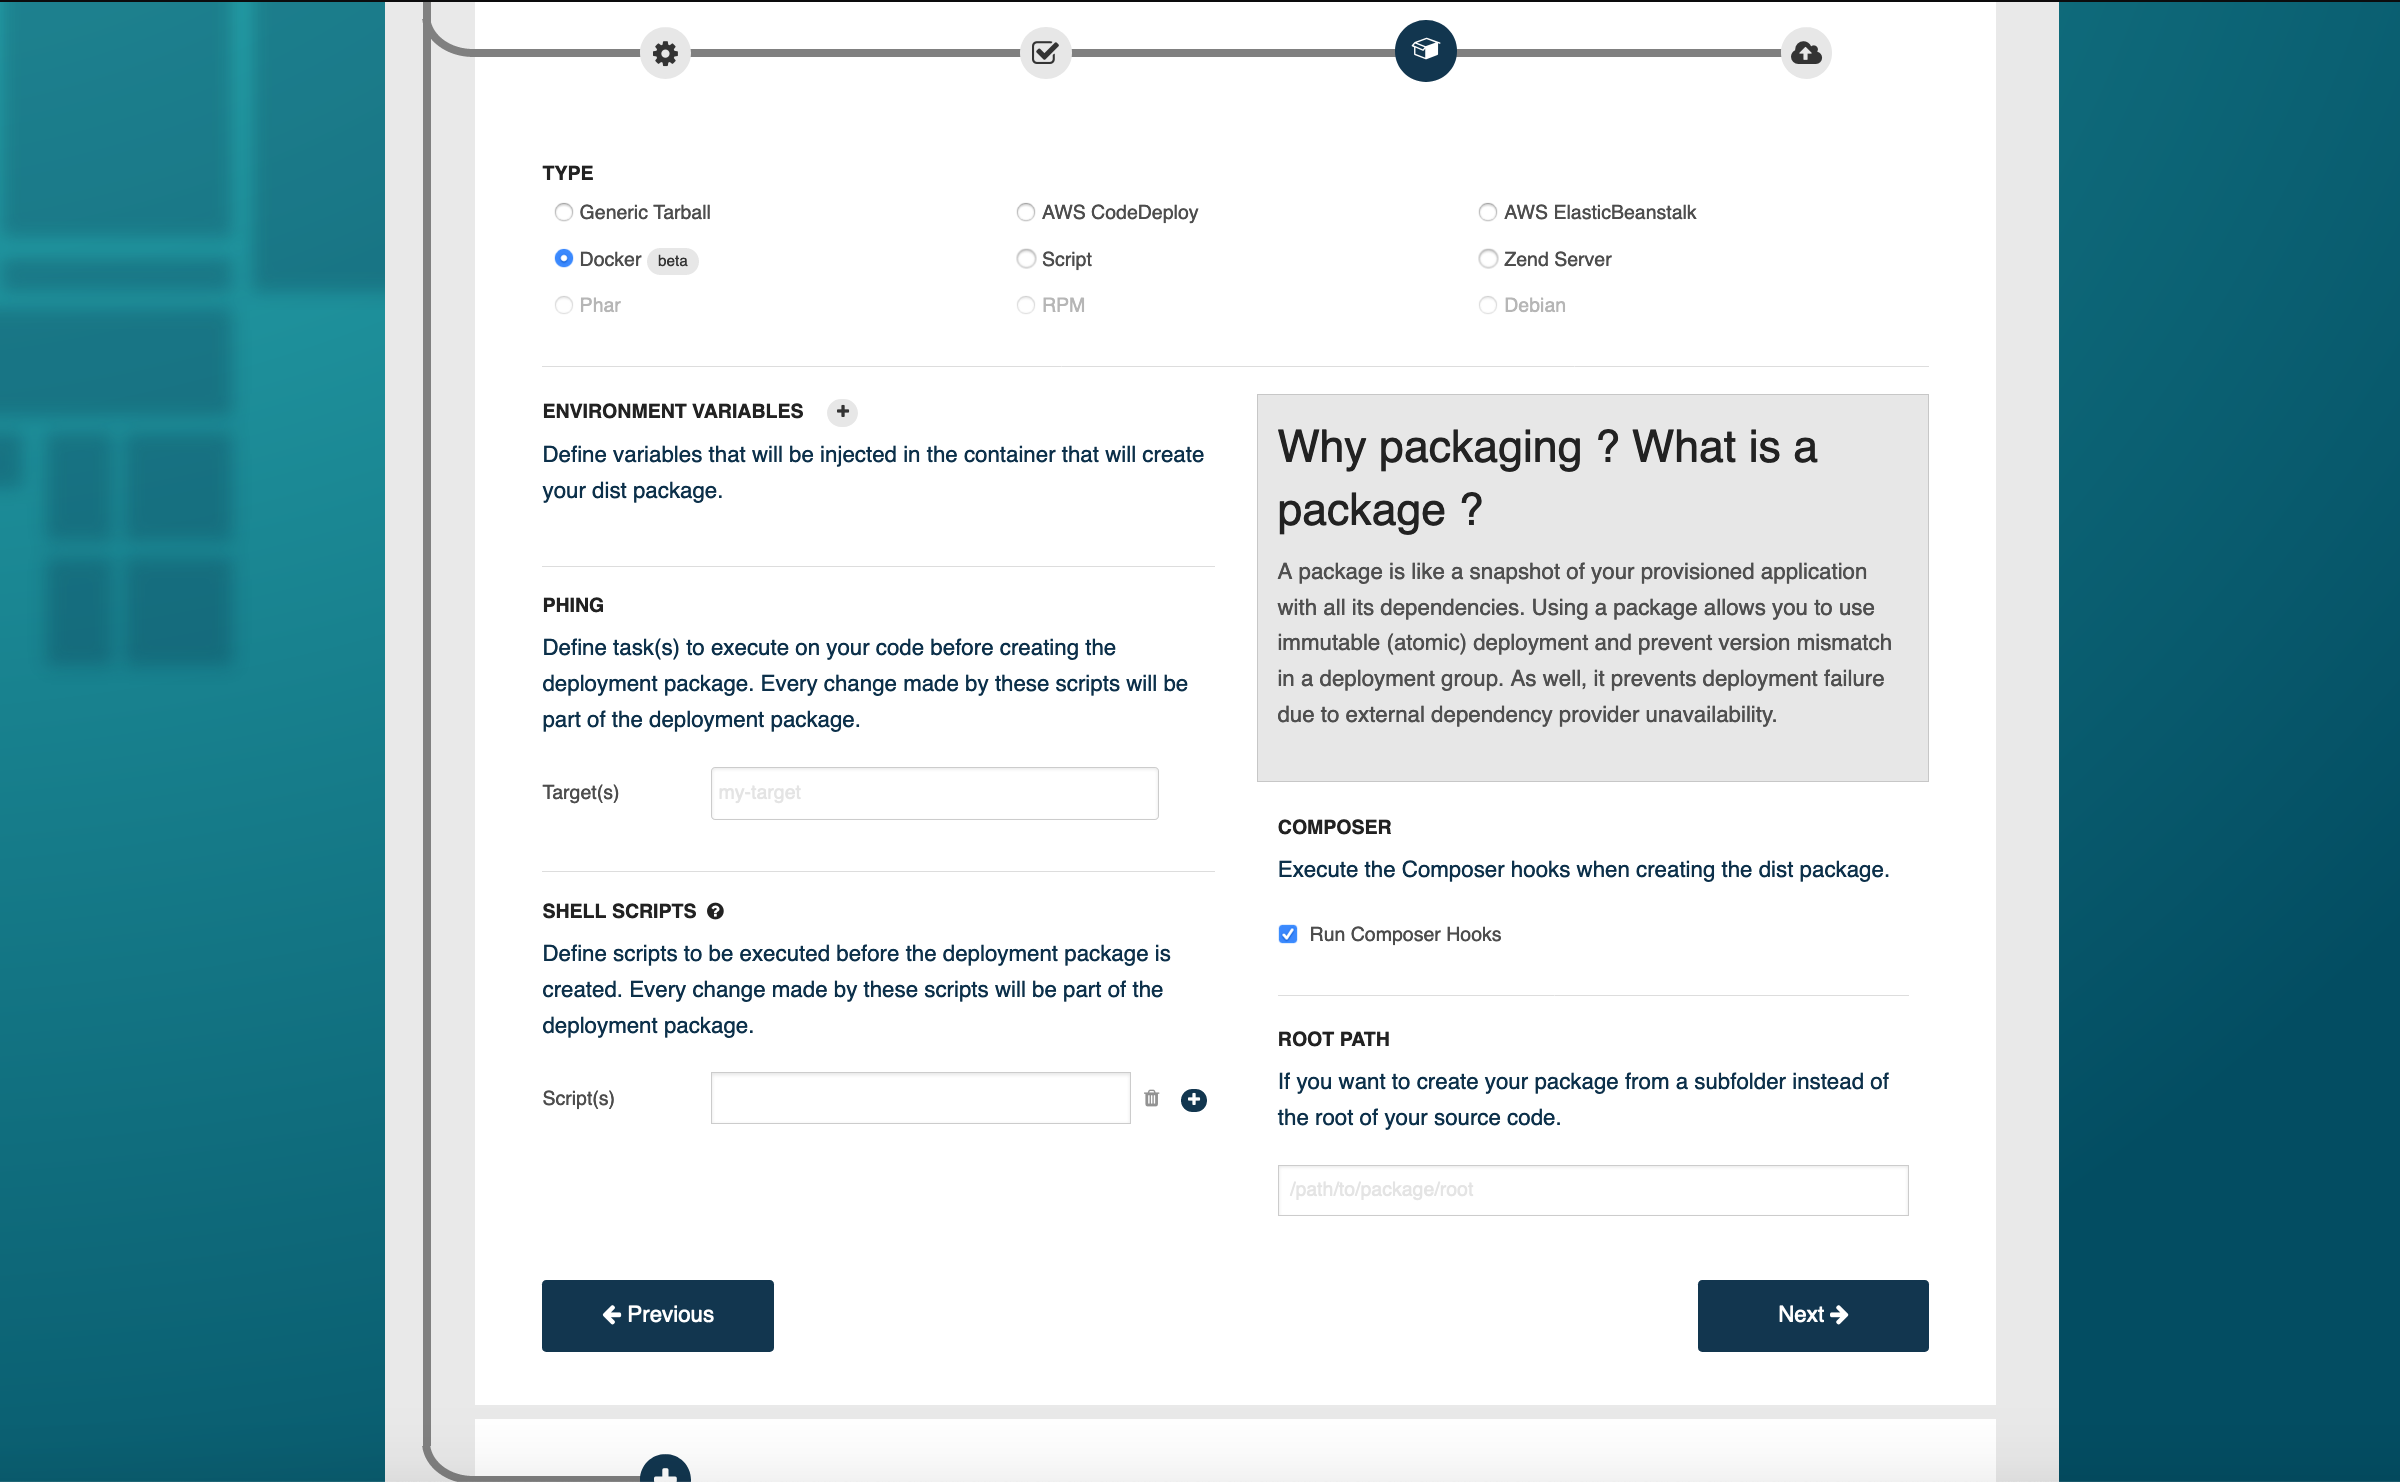 TYPE
Generic Tarball
AWS CodeDeploy
AWS ElasticBeanstalk
Docker beta
Script
Zend Server
Phar
RPM
Debian
ENVIRONMENT VARIABLES
Define variables that will be injected in the container that will create
your dist package.
PHING
Define task(s) to execute on your code before creating the
deployment package. Every change made by these scripts will be
part of the deployment package.
Target(s)
my-target
SHELL SCRIPTS
Define scripts to be executed before the deployment package is
created. Every change made by these scripts will be part of the
deployment package.
Script(s)
Why packaging ? What is a
package ?
A package is like a snapshot of your provisioned application
with all its dependencies. Using a package allows you to use
immutable (atomic) deployment and prevent version mismatch
in a deployment group. As well, it prevents deployment failure
due to external dependency provider unavailability.
COMPOSER
Execute the Composer hooks when creating the dist package.
Run Composer Hooks
ROOT PATH
If you want to create your package from a subfolder instead of
the root of your source code.
/path/to/package/root
Previous
Next